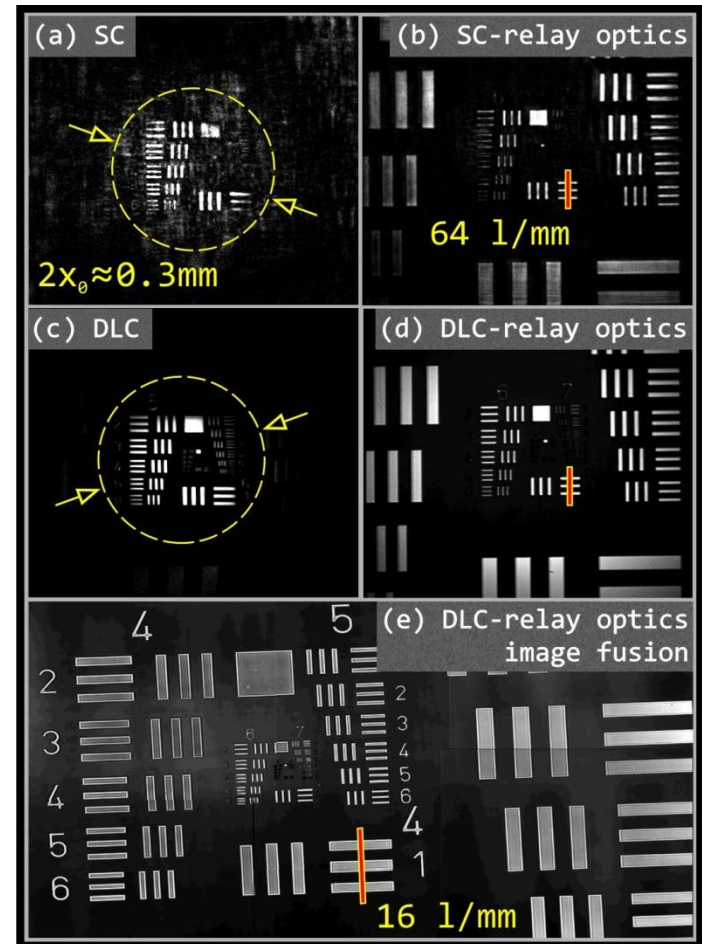 (a) SC
2x₀≈0.3mm
(b) SC-relay optics
64 l/mm
(c) DLC
(d) DLC-relay optics
6 7
(e) DLC-relay optics
image fusion
4 5
2
3
4
5
6
6 7
2
3
4
5
6
4
1
16 l/mm